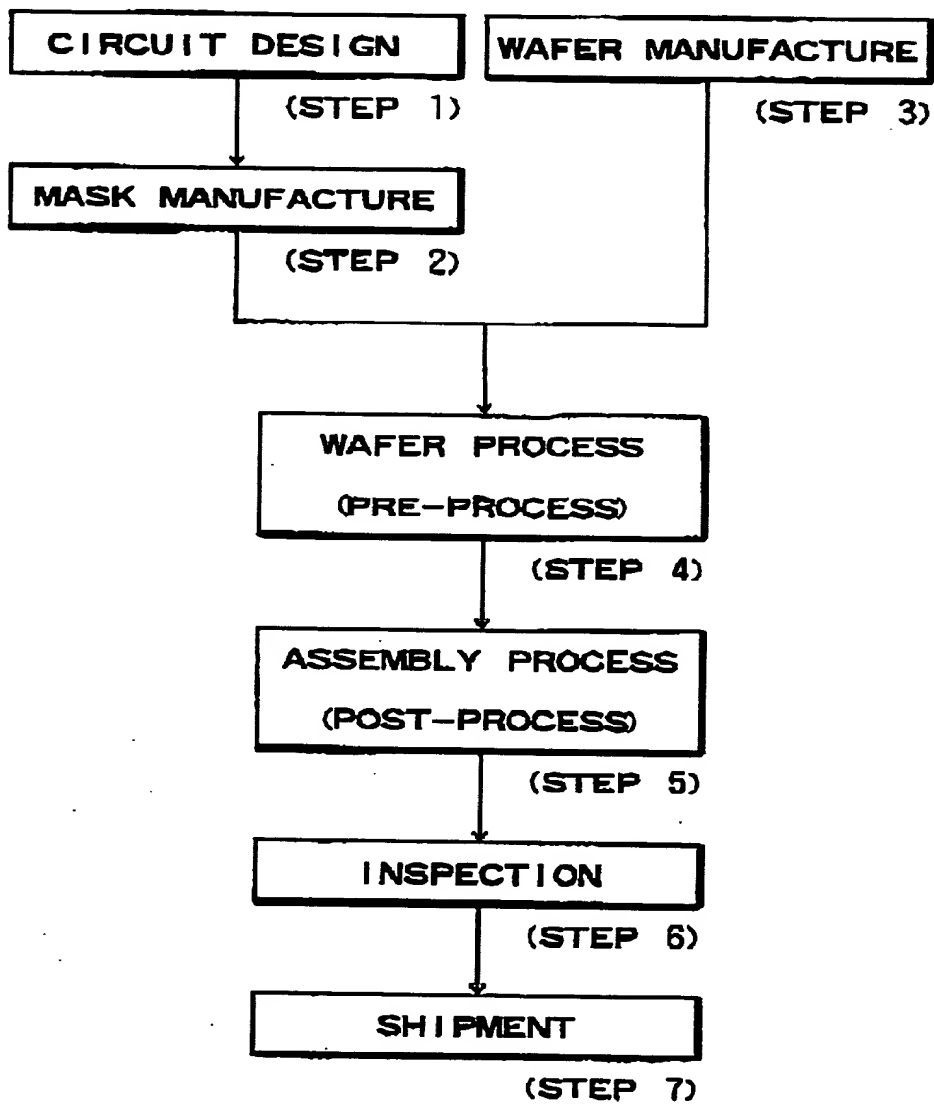 CIRCUIT DESIGN
(STEP 1)
MASK MANUFACTURE
(STEP 2)
WAFER MANUFACTURE
(STEP 3)
WAFER PROCESS
(PRE-PROCESS)
(STEP 4)
ASSEMBLY PROCESS
(POST-PROCESS)
(STEP 5)
INSPECTION
(STEP 6)
SHIPMENT
(STEP 7)